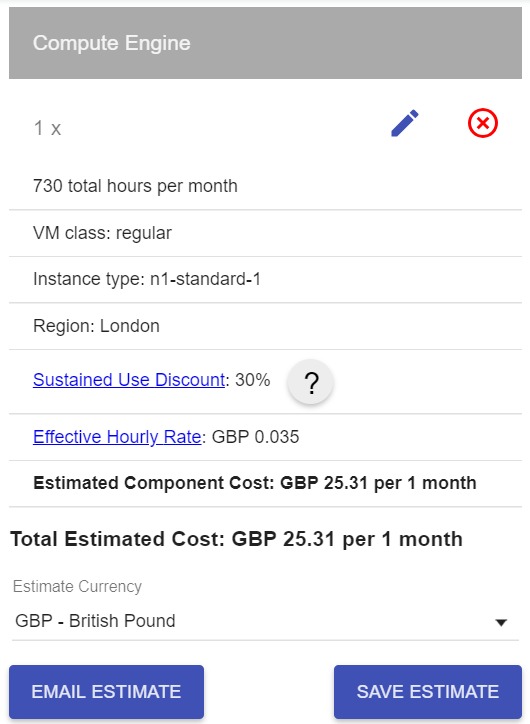 Compute Engine
1 x
730 total hours per month
VM class: regular
Instance type: n1-standard-1
Region: London
Sustained Use Discount: 30% ?
Effective Hourly Rate: GBP 0.035
Estimated Component Cost: GBP 25.31 per 1 month
Total Estimated Cost: GBP 25.31 per 1 month
Estimate Currency
GBP - British Pound
EMAIL ESTIMATE SAVE ESTIMATE